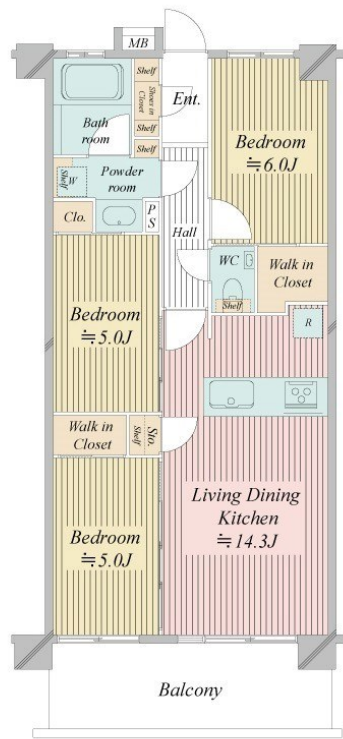 MB
Shelf
Shoes in
Closet
Shelf
Shelf
Ent.
Bath
room
Bedroom
≒6.0J
Shelf
W
Powder
room
Clo.
PS
Hall
WC
Shelf
Walk in
Closet
R
Bedroom
≒5.0J
Walk in
Closet
Shelf
Sto.
Living Dining
Kitchen
≒14.3J
Bedroom
≒5.0J
Balcony